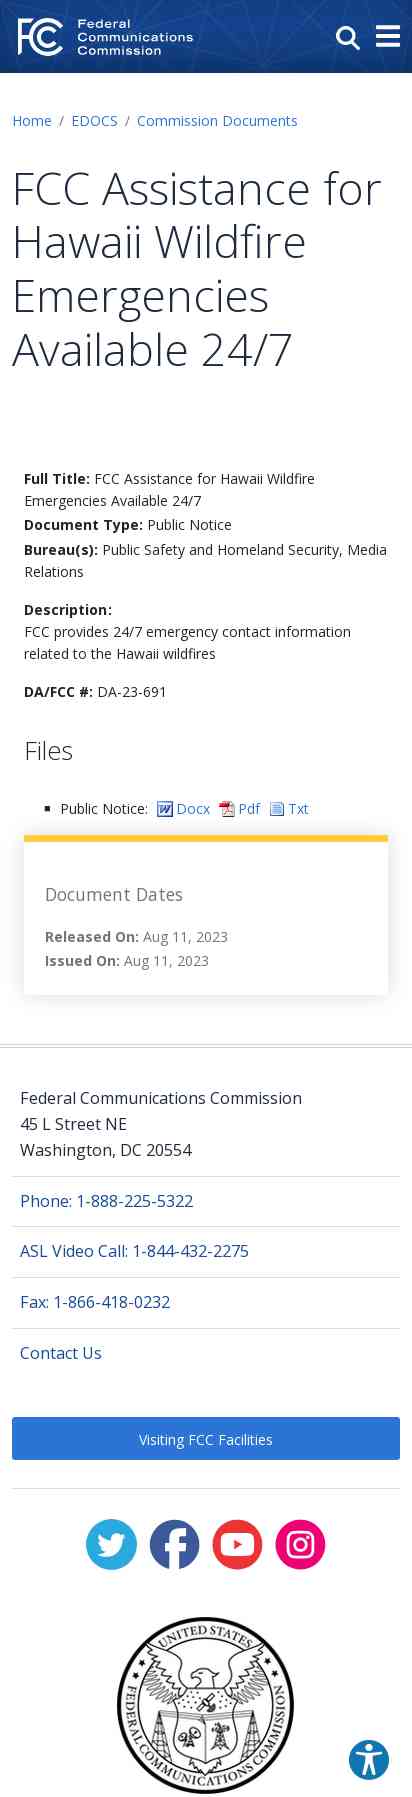 FCC
Federal
Communications
Commission
Home / EDOCS / Commission Documents
FCC Assistance for
Hawaii Wildfire
Emergencies
Available 24/7
Full Title: FCC Assistance for Hawaii Wildfire
Emergencies Available 24/7
Document Type: Public Notice
Bureau(s): Public Safety and Homeland Security, Media
Relations
Description:
FCC provides 24/7 emergency contact information
related to the Hawaii wildfires
DA/FCC #: DA-23-691
Files
Public Notice: Docx Pdf Txt
Document Dates
Released On: Aug 11, 2023
Issued On: Aug 11, 2023
Federal Communications Commission
45 L Street NE
Washington, DC 20554
Phone: 1-888-225-5322
ASL Video Call: 1-844-432-2275
Fax: 1-866-418-0232
Contact Us
Visiting FCC Facilities
UNITED STATES
FEDERAL COMMUNICATIONS COMMISSION